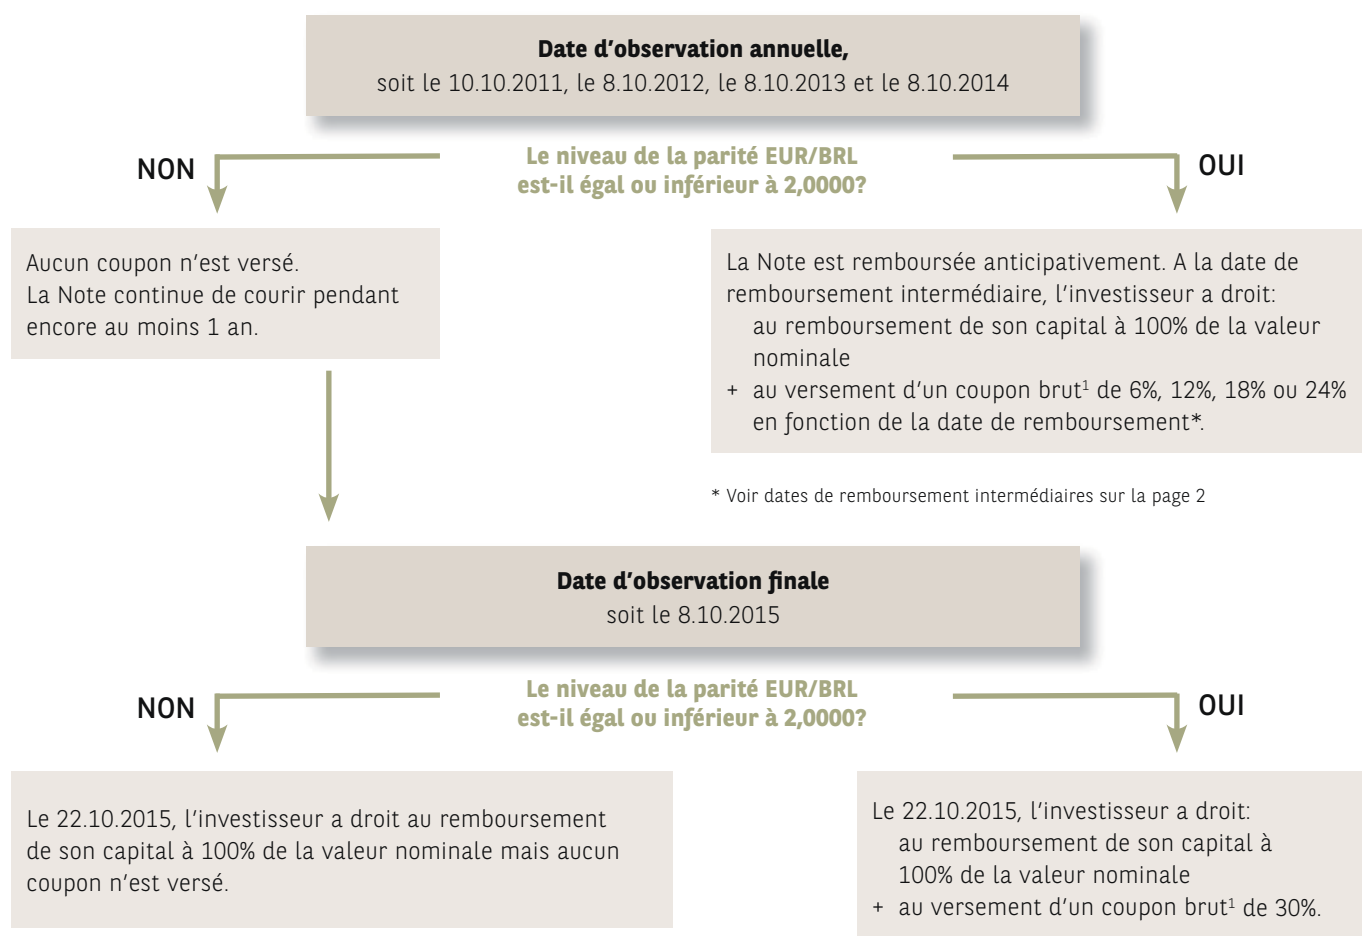 Date d'observation annuelle,
soit le 10.10.2011, le 8.10.2012, le 8.10.2013 et le 8.10.2014
NON
Le niveau de la parité EUR/BRL
est-il égal ou inférieur à 2,0000?
OUI
Aucun coupon n'est versé.
La Note continue de courir pendant
encore au moins 1 an.
La Note est remboursée anticipativement. A la date de
remboursement intermédiaire, l'investisseur a droit:
au remboursement de son capital à 100% de la valeur
nominale
+ au versement d'un coupon brut¹ de 6%, 12%, 18% ou 24%
en fonction de la date de remboursement*.
* Voir dates de remboursement intermédiaires sur la page 2
Date d'observation finale
soit le 8.10.2015
NON
Le niveau de la parité EUR/BRL
est-il égal ou inférieur à 2,0000?
OUI
Le 22.10.2015, l'investisseur a droit au remboursement
de son capital à 100% de la valeur nominale mais aucun
coupon n'est versé.
Le 22.10.2015, l'investisseur a droit:
au remboursement de son capital à
100% de la valeur nominale
+ au versement d'un coupon brut¹ de 30%.